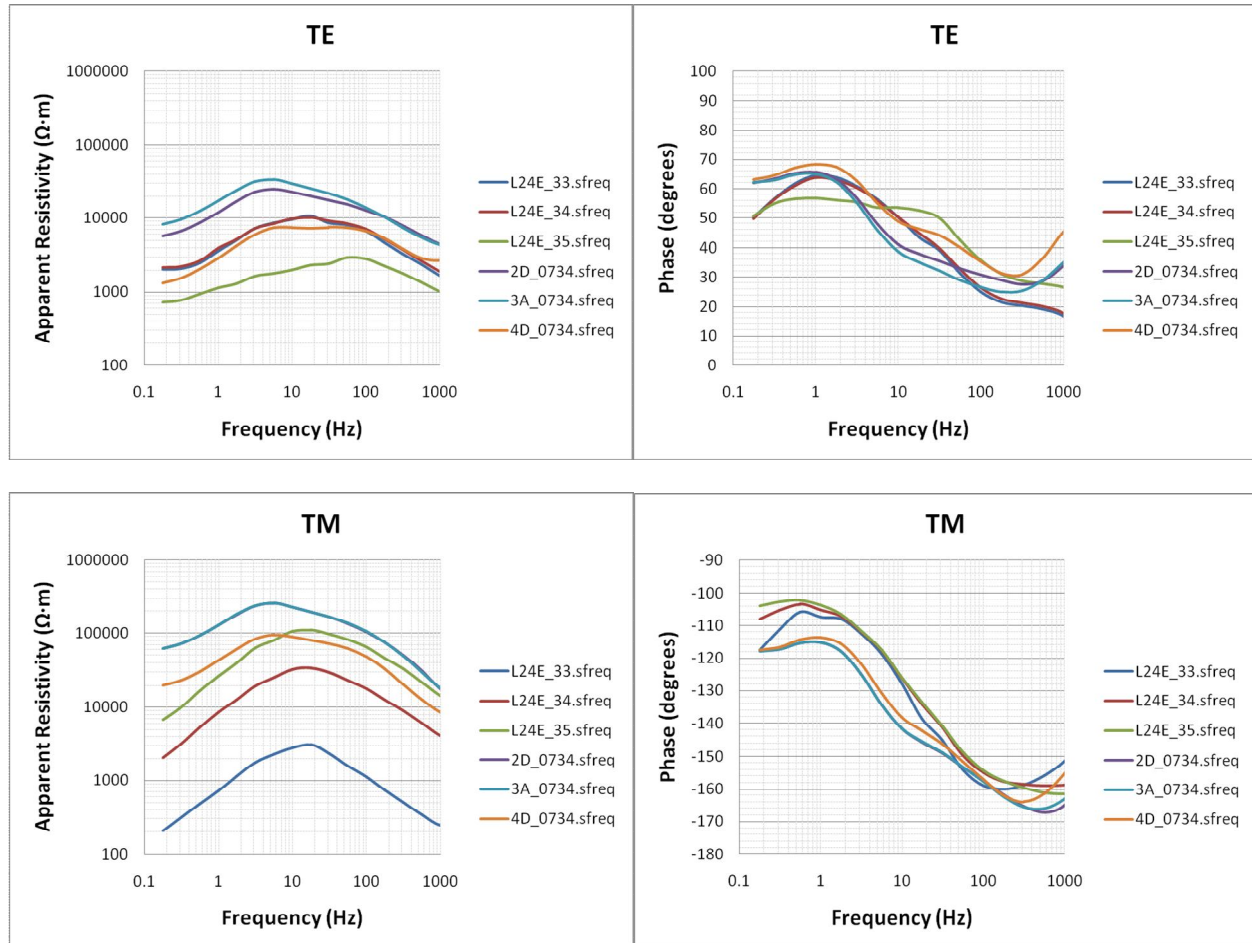 TE
Apparent Resistivity (Ω·m)
1000000
100000
10000
1000
100
0.1
1
10
100
1000
Frequency (Hz)
L24E_33.sfreq
L24E_34.sfreq
L24E_35.sfreq
2D_0734.sfreq
3A_0734.sfreq
4D_0734.sfreq
TE
Phase (degrees)
100
90
80
70
60
50
40
30
20
10
0
0.1
1
10
100
1000
Frequency (Hz)
L24E_33.sfreq
L24E_34.sfreq
L24E_35.sfreq
2D_0734.sfreq
3A_0734.sfreq
4D_0734.sfreq
TM
Apparent Resistivity (Ω·m)
1000000
100000
10000
1000
100
0.1
1
10
100
1000
Frequency (Hz)
L24E_33.sfreq
L24E_34.sfreq
L24E_35.sfreq
2D_0734.sfreq
3A_0734.sfreq
4D_0734.sfreq
TM
Phase (degrees)
-90
-100
-110
-120
-130
-140
-150
-160
-170
-180
0.1
1
10
100
1000
Frequency (Hz)
L24E_33.sfreq
L24E_34.sfreq
L24E_35.sfreq
2D_0734.sfreq
3A_0734.sfreq
4D_0734.sfreq